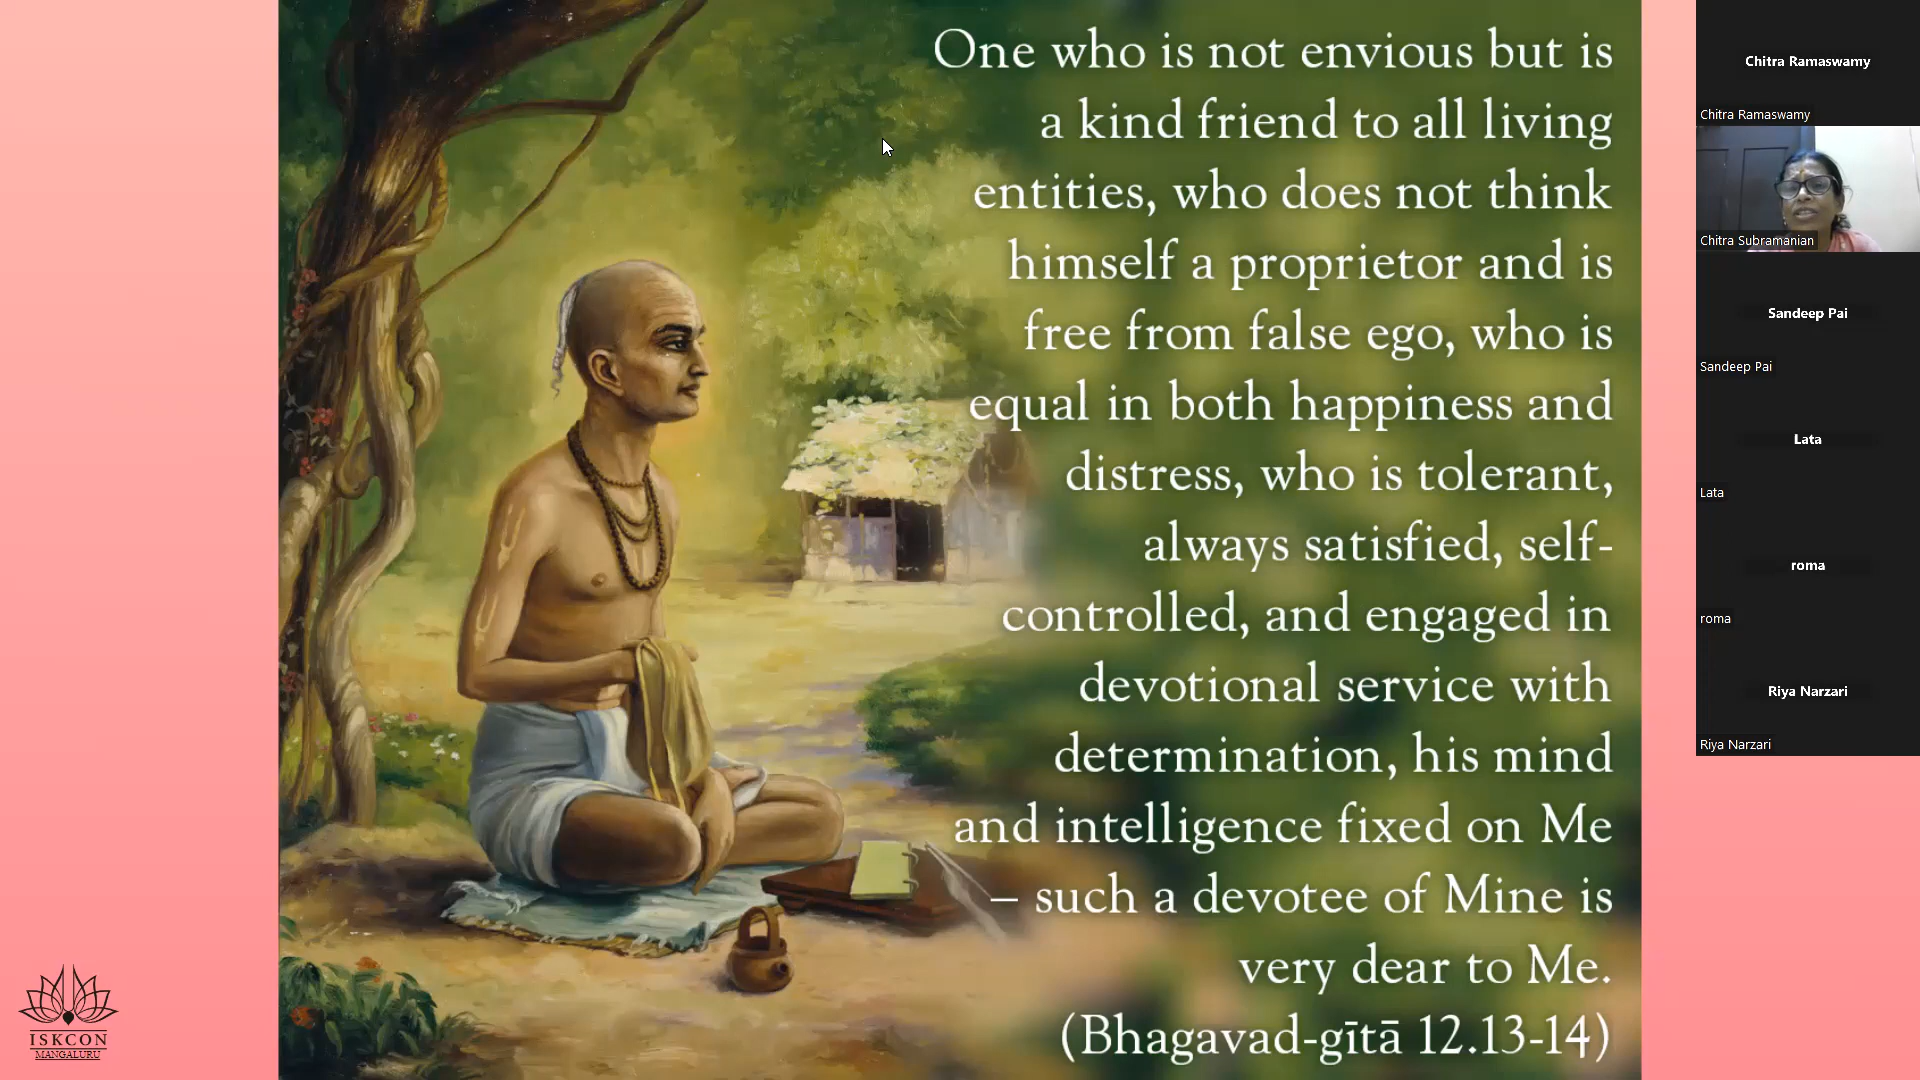 One who is not envious but is
a kind friend to all living
entities, who does not think
himself a proprietor and is
free from false ego, who is
equal in both happiness and
distress, who is tolerant,
always satisfied, self-
controlled, and engaged in
devotional service with
determination, his mind
and intelligence fixed on Me
– such a devotee of Mine is
very dear to Me.
(Bhagavad-gītā 12.13-14)
ISKCON
MANGALURU
Chitra Ramaswamy
Chitra Ramaswamy
Chitra Subramanian
Sandeep Pai
Sandeep Pai
Lata
Lata
roma
roma
Riya Narzari
Riya Narzari